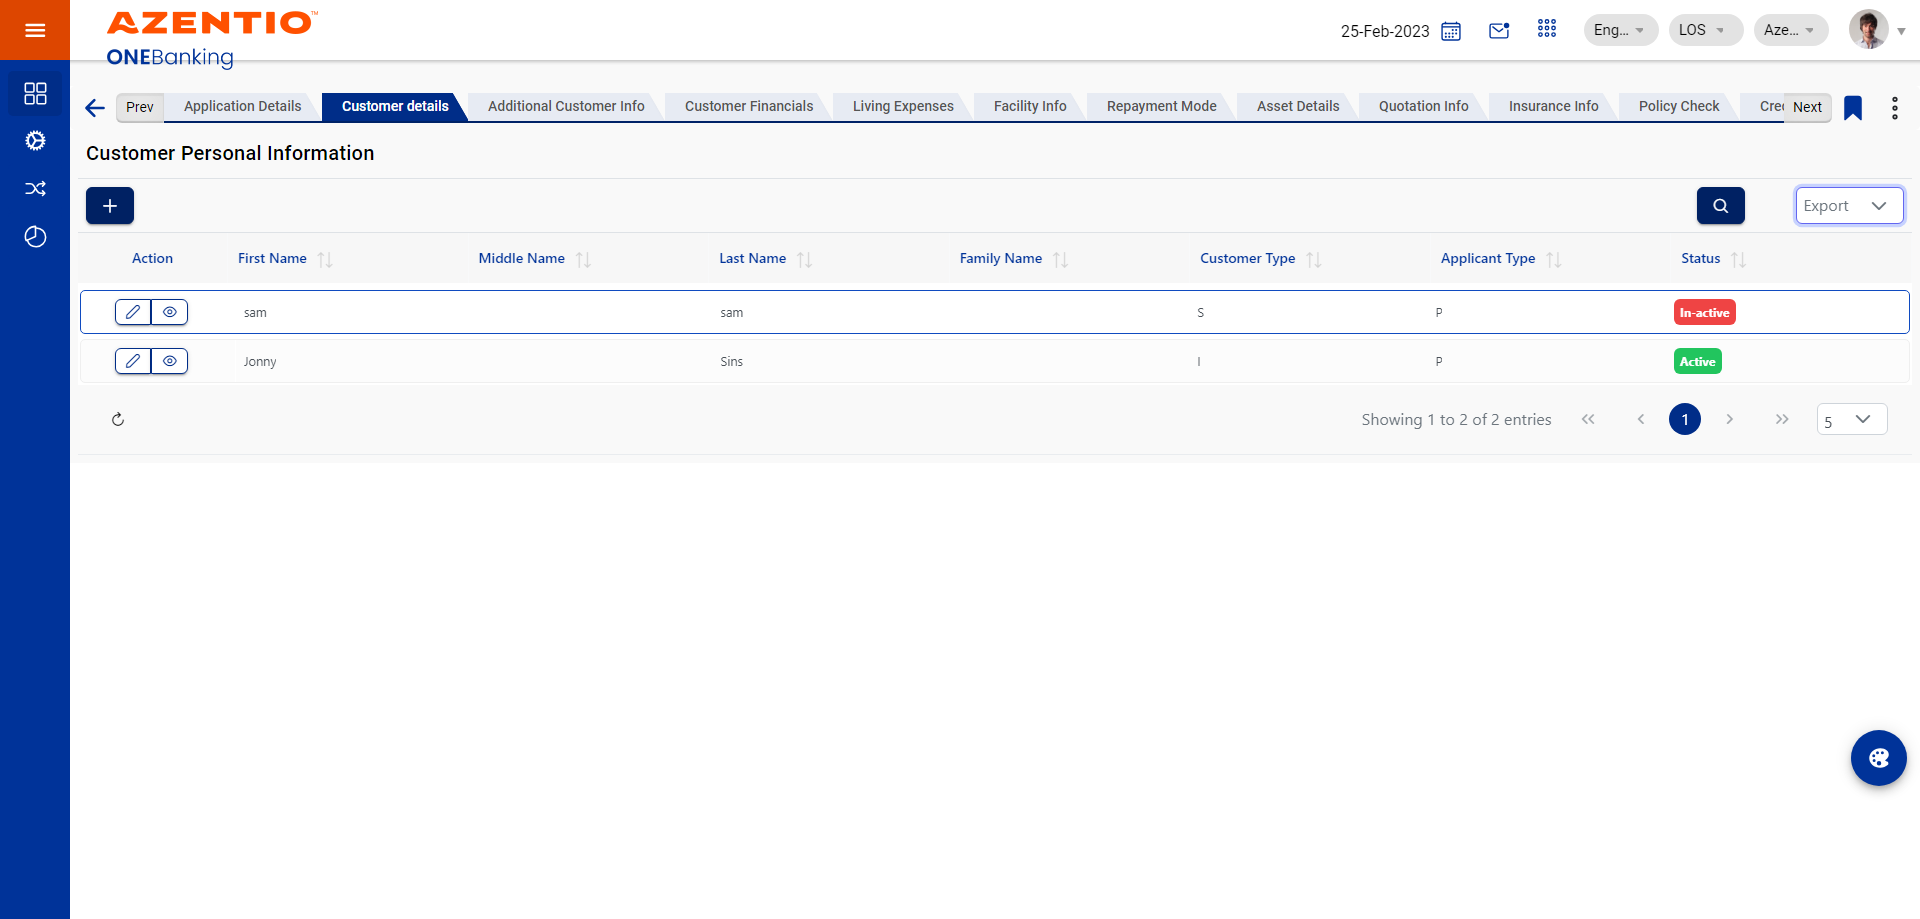 AZENTIO™
ONEBanking
25-Feb-2023
Eng...
LOS
Aze...
Prev
Application Details
Customer details
Additional Customer Info
Customer Financials
Living Expenses
Facility Info
Repayment Mode
Asset Details
Quotation Info
Insurance Info
Policy Check
Cre
Next
Customer Personal Information
Export
Action
First Name
Middle Name
Last Name
Family Name
Customer Type
Applicant Type
Status
sam
sam
S
P
In-active
Jonny
Sins
I
P
Active
Showing 1 to 2 of 2 entries
1
5